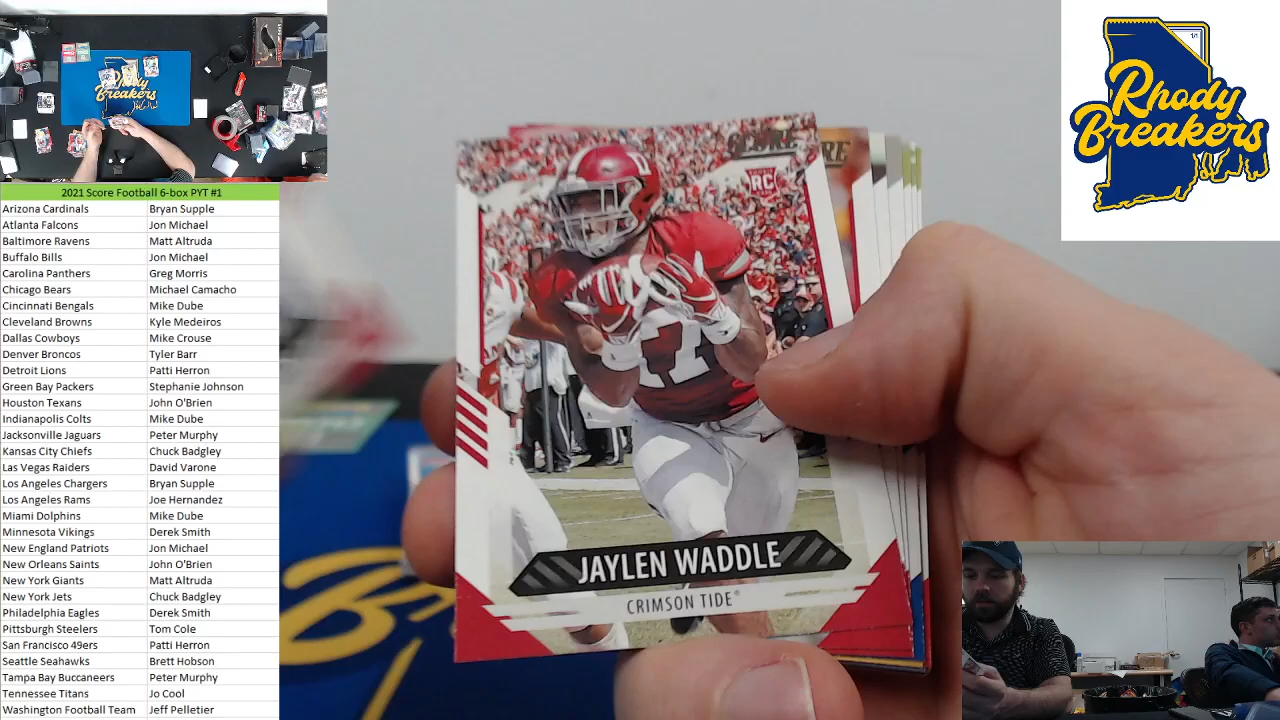 2021 Score Football 6-box PYT #1
Arizona Cardinals Bryan Supple
Atlanta Falcons Jon Michael
Baltimore Ravens Matt Altruda
Buffalo Bills Jon Michael
Carolina Panthers Greg Morris
Chicago Bears Michael Camacho
Cincinnati Bengals Mike Dube
Cleveland Browns Kyle Medeiros
Dallas Cowboys Mike Crouse
Denver Broncos Tyler Barr
Detroit Lions Patti Herron
Green Bay Packers Stephanie Johnson
Houston Texans John O'Brien
Indianapolis Colts Mike Dube
Jacksonville Jaguars Peter Murphy
Kansas City Chiefs Chuck Badgley
Las Vegas Raiders David Varone
Los Angeles Chargers Bryan Supple
Los Angeles Rams Joe Hernandez
Miami Dolphins Mike Dube
Minnesota Vikings Derek Smith
New England Patriots Jon Michael
New Orleans Saints John O'Brien
New York Giants Matt Altruda
New York Jets Chuck Badgley
Philadelphia Eagles Derek Smith
Pittsburgh Steelers Tom Cole
San Francisco 49ers Patti Herron
Seattle Seahawks Brett Hobson
Tampa Bay Buccaneers Peter Murphy
Tennessee Titans Jo Cool
Washington Football Team Jeff Pelletier
Rhody
Breakers
SCORE
RC
17
JAYLEN WADDLE
CRIMSON TIDE®
1/1
Rhody
Breakers